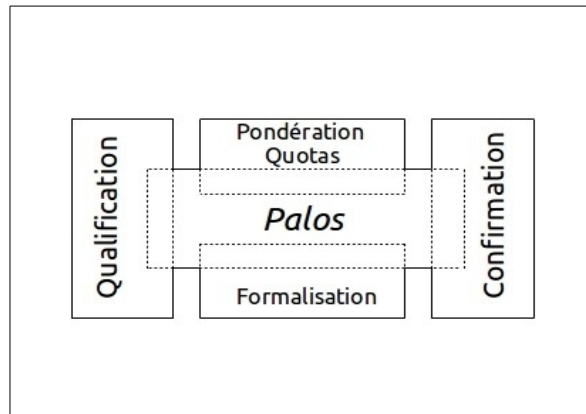 Qualification
Pondération
Quotas
Palos
Formalisation
Confirmation